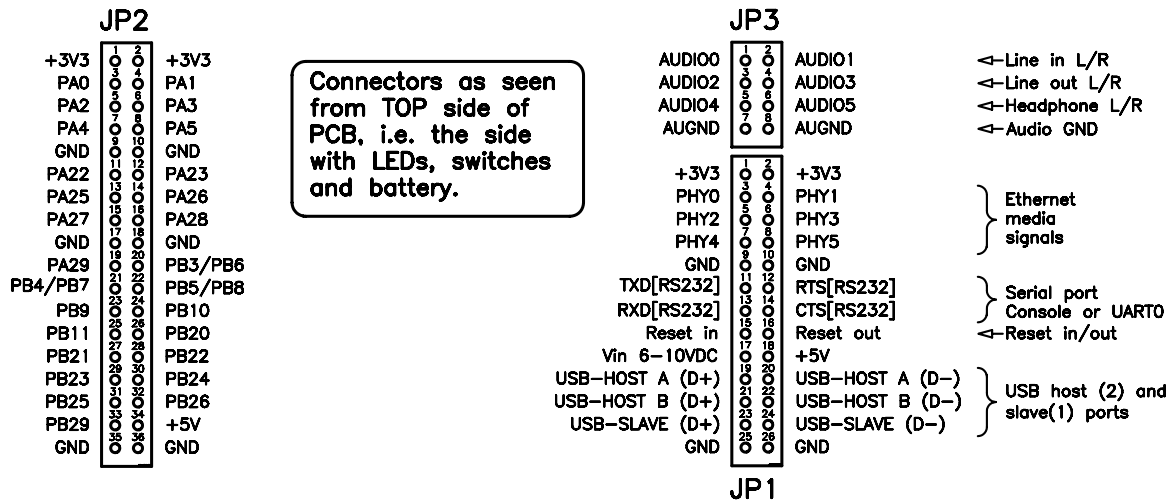 JP2
1 2
+3V3 +3V3
3 4
PA0 PA1
5 6
PA2 PA3
7 8
PA4 PA5
9 10
GND GND
11 12
PA22 PA23
13 14
PA25 PA26
15 16
PA27 PA28
17 18
GND GND
19 20
PA29 PB3/PB6
21 22
PB4/PB7 PB5/PB8
23 24
PB9 PB10
25 26
PB11 PB20
27 28
PB21 PB22
29 30
PB23 PB24
31 32
PB25 PB26
33 34
PB29 +5V
35 36
GND GND
Connectors as seen
from TOP side of
PCB, i.e. the side
with LEDs, switches
and battery.
JP3
1 2
AUDIO0 AUDIO1 Line in L/R
3 4
AUDIO2 AUDIO3 Line out L/R
5 6
AUDIO4 AUDIO5 Headphone L/R
7 8
AUGND AUGND Audio GND
1 2
+3V3 +3V3
3 4
PHY0 PHY1
5 6
PHY2 PHY3
7 8
PHY4 PHY5
Ethernet
media
signals
9 10
GND GND
11 12
TXD[RS232] RTS[RS232]
13 14
RXD[RS232] CTS[RS232]
Serial port
Console or UART0
15 16
Reset in Reset out Reset in/out
17 18
Vin 6-10VDC +5V
19 20
USB-HOST A (D+) USB-HOST A (D-)
21 22
USB-HOST B (D+) USB-HOST B (D-)
23 24
USB-SLAVE (D+) USB-SLAVE (D-)
USB host (2) and
slave(1) ports
25 26
GND GND
JP1